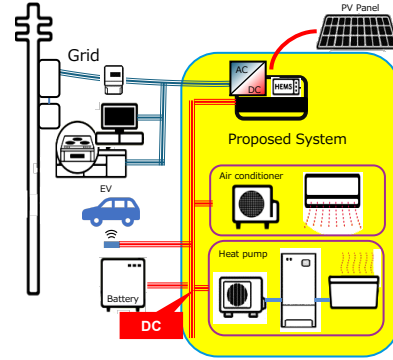 PV Panel
Grid
AC
DC
HEMS
Proposed System
Air conditioner
EV
Heat pump
Battery
DC